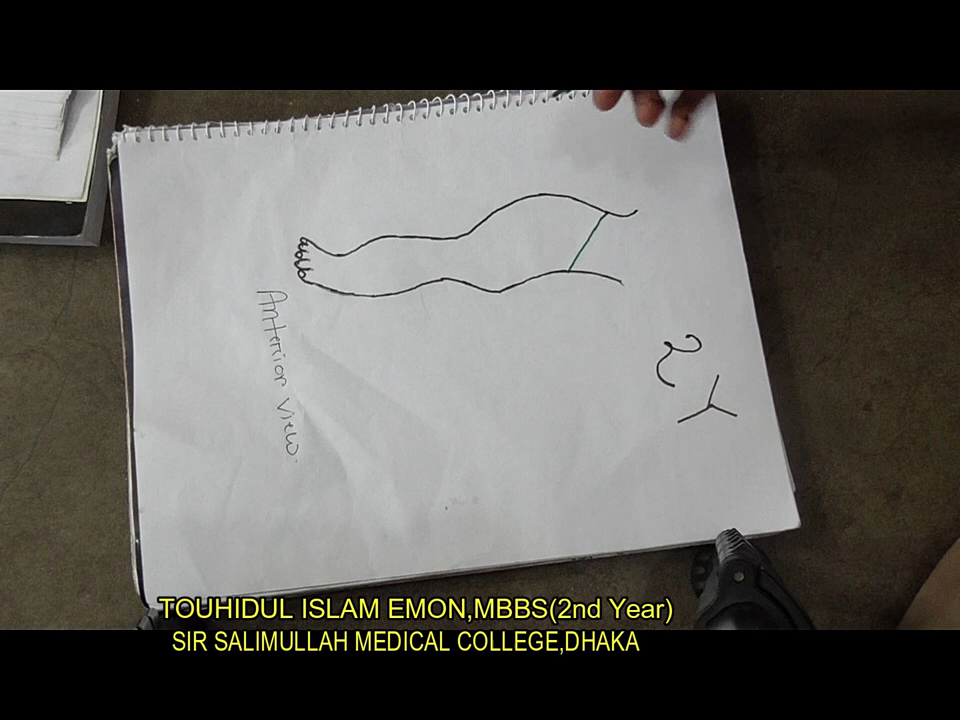 Anterior view.
TOUHIDUL ISLAM EMON,MBBS(2nd Year)
SIR SALIMULLAH MEDICAL COLLEGE,DHAKA